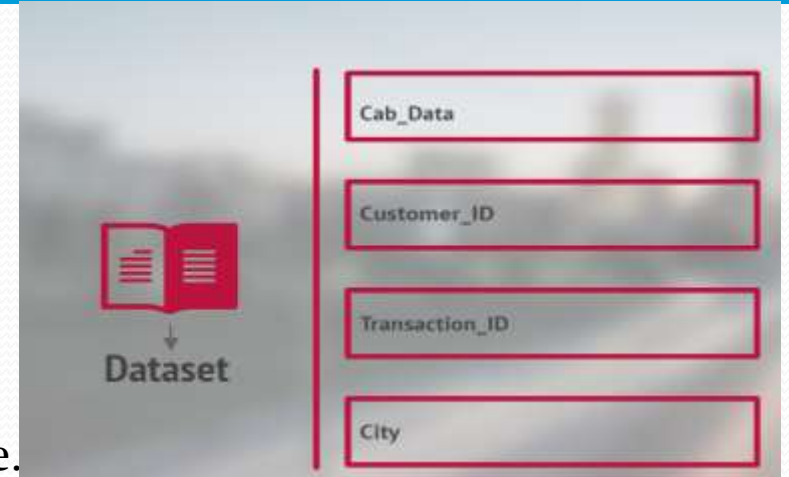 Cab_Data
Customer_ID
Transaction_ID
City
Dataset
e.